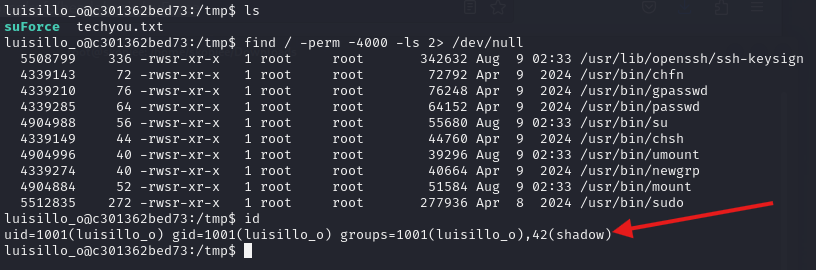 luisillo_o@c301362bed73:/tmp$ ls
suForce  techyou.txt
luisillo_o@c301362bed73:/tmp$ find / -perm -4000 -ls 2> /dev/null
  5508799    336 -rwsr-xr-x   1 root     root       342632 Aug  9 02:33 /usr/lib/openssh/ssh-keysign
  4339143     72 -rwsr-xr-x   1 root     root        72792 Apr  9  2024 /usr/bin/chfn
  4339210     76 -rwsr-xr-x   1 root     root        76248 Apr  9  2024 /usr/bin/gpasswd
  4339285     64 -rwsr-xr-x   1 root     root        64152 Apr  9  2024 /usr/bin/passwd
  4904988     56 -rwsr-xr-x   1 root     root        55680 Aug  9 02:33 /usr/bin/su
  4339149     44 -rwsr-xr-x   1 root     root        44760 Apr  9  2024 /usr/bin/chsh
  4904996     40 -rwsr-xr-x   1 root     root        39296 Aug  9 02:33 /usr/bin/umount
  4339274     40 -rwsr-xr-x   1 root     root        40664 Apr  9  2024 /usr/bin/newgrp
  4904884     52 -rwsr-xr-x   1 root     root        51584 Aug  9 02:33 /usr/bin/mount
  5512835    272 -rwsr-xr-x   1 root     root       277936 Apr  8  2024 /usr/bin/sudo
luisillo_o@c301362bed73:/tmp$ id
uid=1001(luisillo_o) gid=1001(luisillo_o) groups=1001(luisillo_o),42(shadow)
luisillo_o@c301362bed73:/tmp$